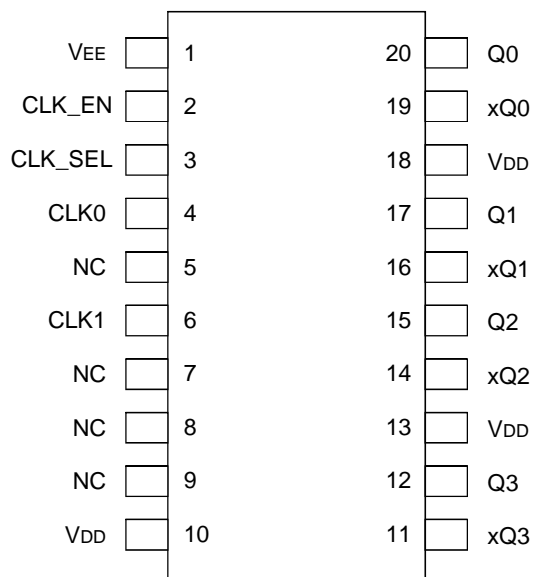 VEE 1 20 Q0
CLK_EN 2 19 xQ0
CLK_SEL 3 18 VDD
CLK0 4 17 Q1
NC 5 16 xQ1
CLK1 6 15 Q2
NC 7 14 xQ2
NC 8 13 VDD
NC 9 12 Q3
VDD 10 11 xQ3